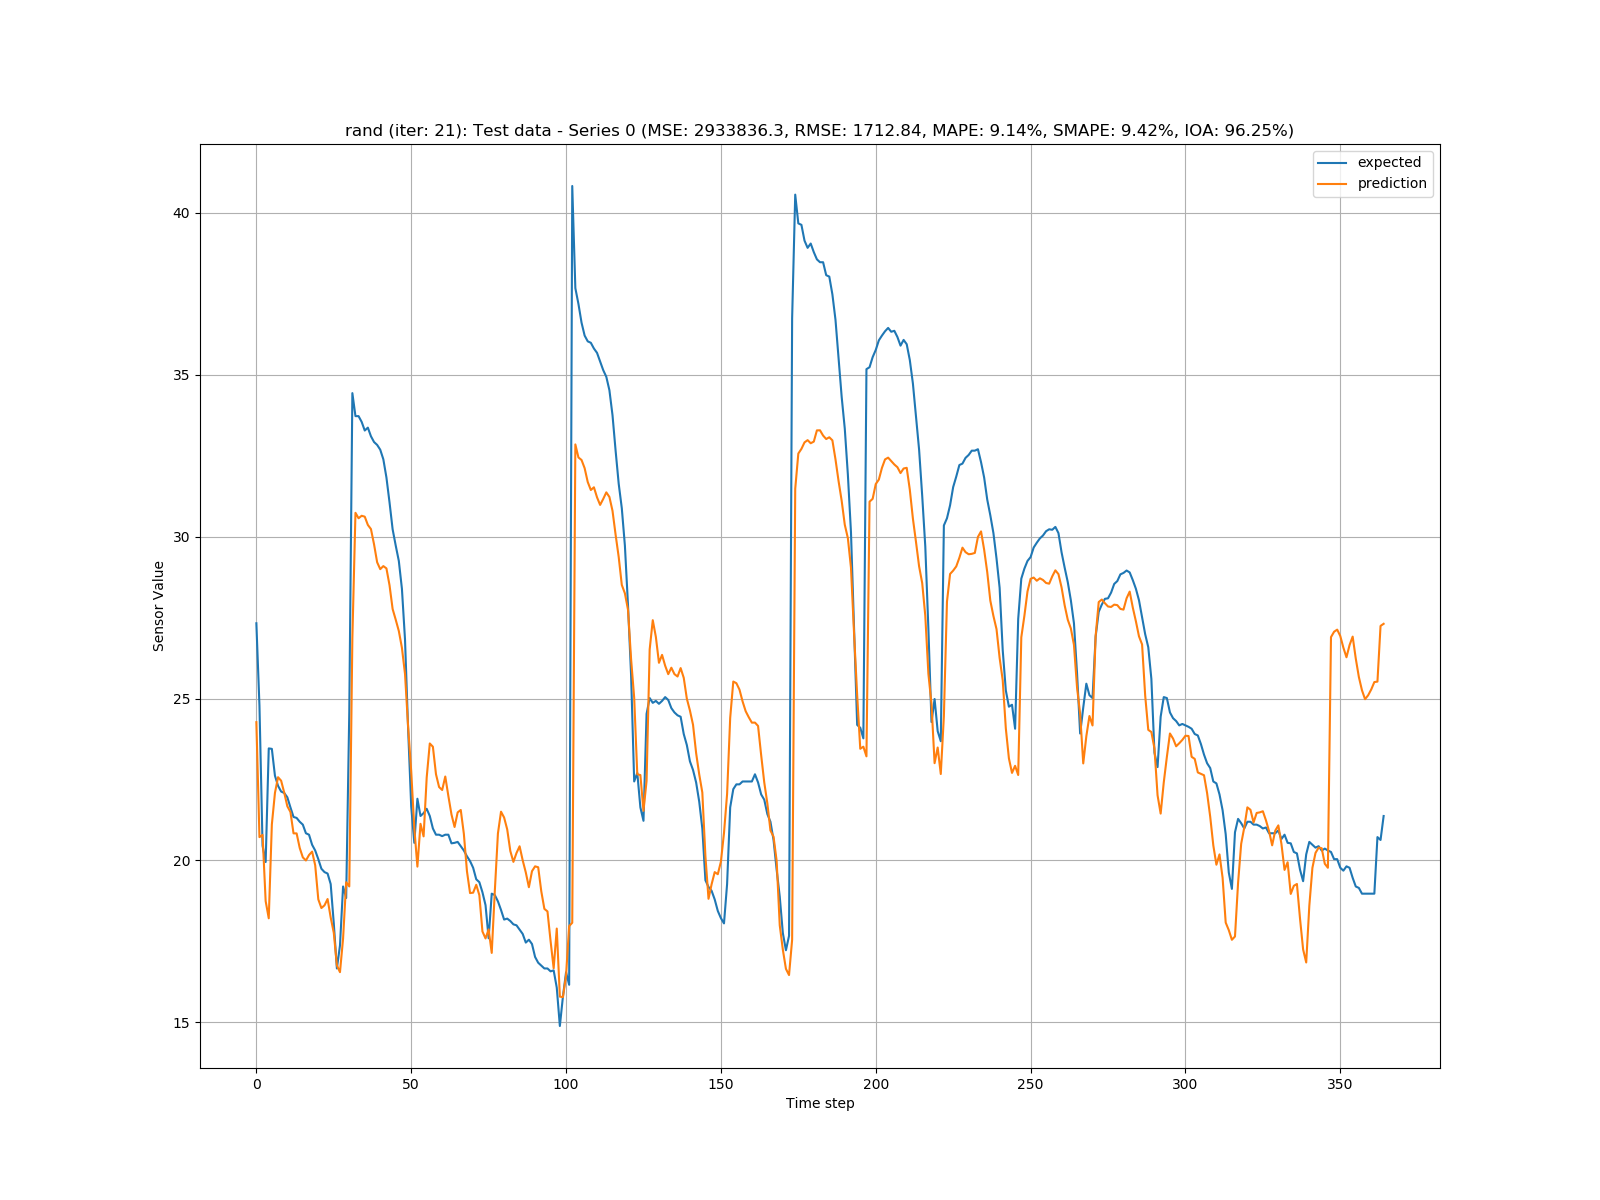 rand (iter: 21): Test data - Series 0 (MSE: 2933836.3, RMSE: 1712.84, MAPE: 9.14%, SMAPE: 9.42%, IOA: 96.25%)
expected
prediction
40
35
30
25
20
15
Sensor Value
0 50 100 150 200 250 300 350
Time step